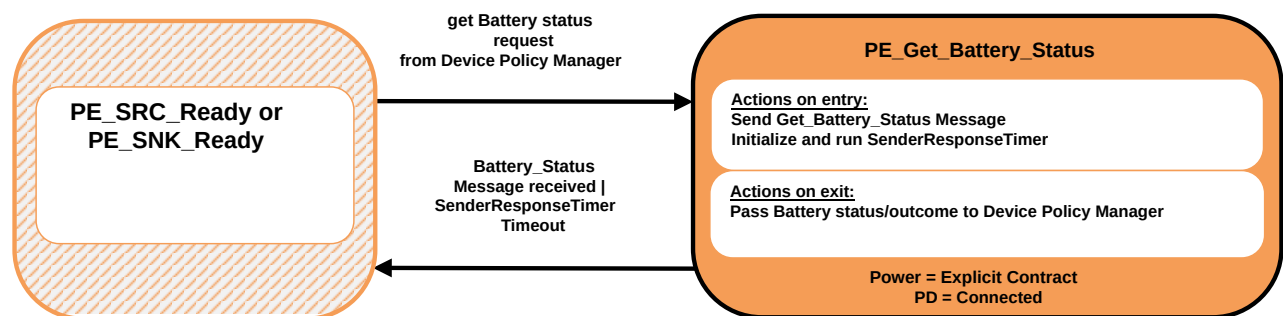 PE_SRC_Ready or
PE_SNK_Ready
get Battery status
request
from Device Policy Manager
Battery_Status
Message received |
SenderResponseTimer
Timeout
PE_Get_Battery_Status
Actions on entry:
Send Get_Battery_Status Message
Initialize and run SenderResponseTimer
Actions on exit:
Pass Battery status/outcome to Device Policy Manager
Power = Explicit Contract
PD = Connected